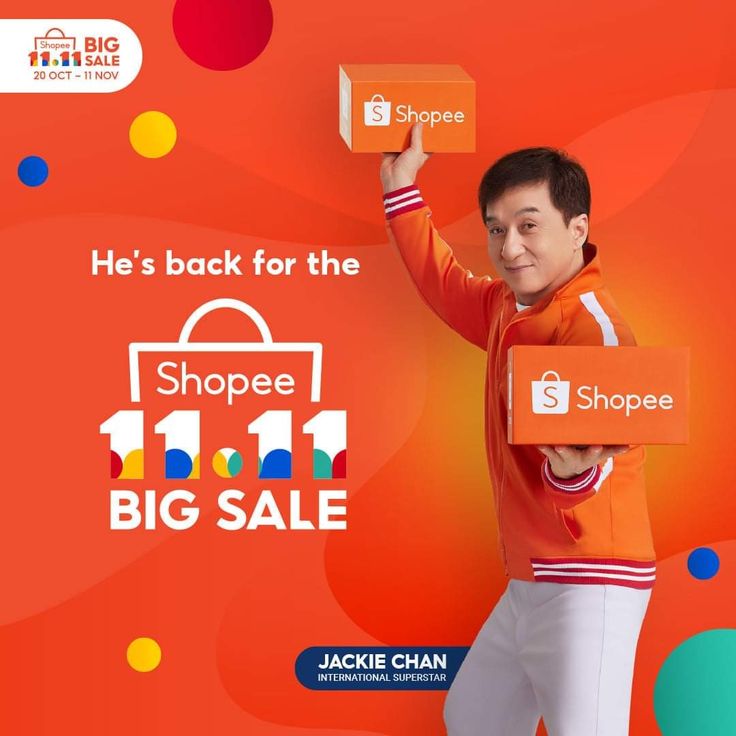 Shopee
11.11
BIG
SALE
20 OCT – 11 NOV
S Shopee
He's back for the
Shopee
11.11
BIG SALE
S Shopee
JACKIE CHAN
INTERNATIONAL SUPERSTAR